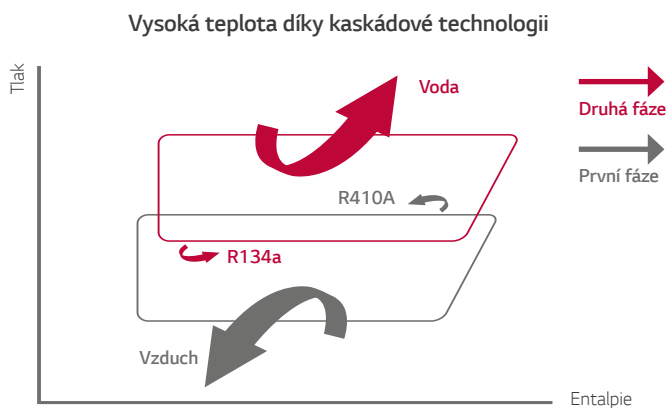 Vysoká teplota díky kaskádové technologii
Tlak
Voda
Druhá fáze
První fáze
R410A
R134a
Vzduch
Entalpie